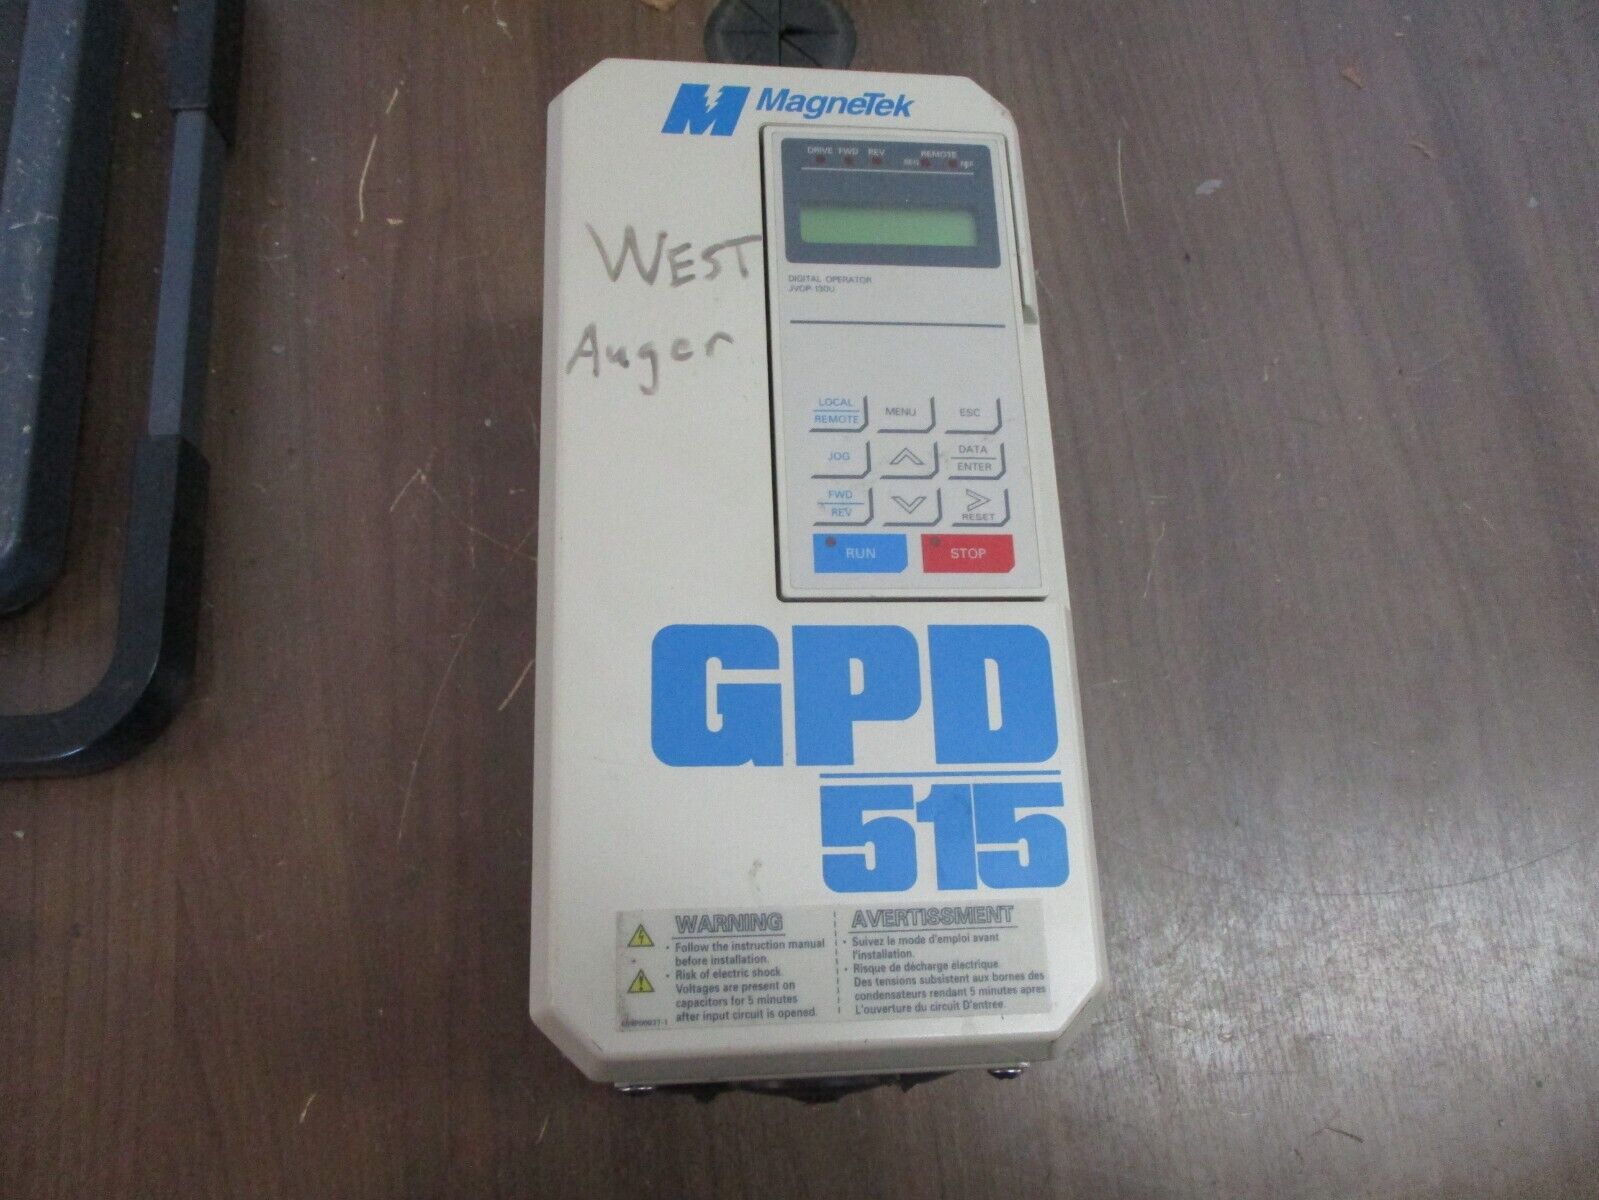 MagneTek
DRIVE FWD REV REMOTE
DIGITAL OPERATOR
JVOP-130U
WEST
Auger
LOCAL
REMOTE
MENU
ESC
JOG
DATA
ENTER
FWD
REV
RESET
RUN
STOP
GPD
515
WARNING
• Follow the instruction manual
before installation.
• Risk of electric shock.
Voltages are present on
capacitors for 5 minutes
after input circuit is opened.
AVERTISSMENT
• Suivez le mode d'emploi avant
l'installation.
• Risque de décharge électrique.
Des tensions subsistent aux bornes des
condensateurs rendant 5 minutes apres
L'ouverture du circuit D'entree.